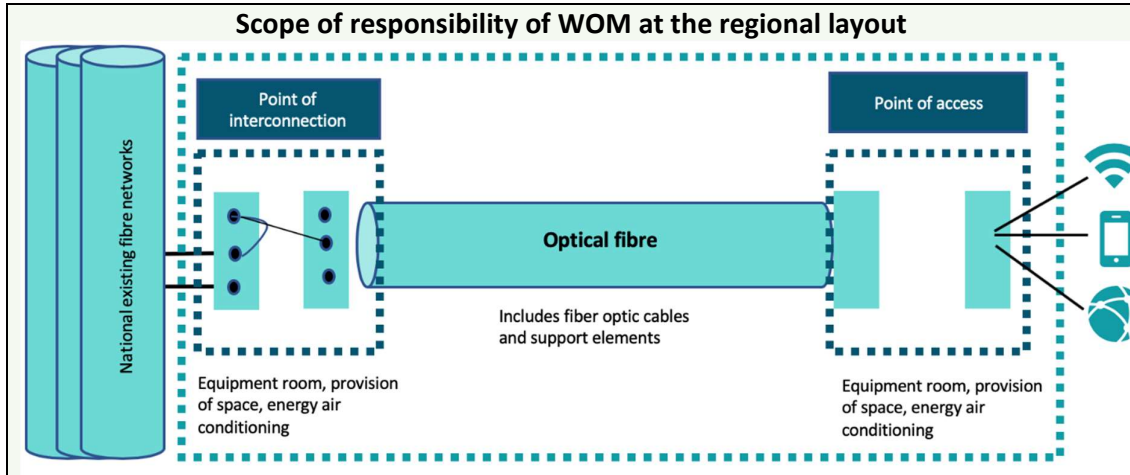 Scope of responsibility of WOM at the regional layout
National existing fibre networks
Point of
interconnection
Point of access
Optical fibre
Includes fiber optic cables
and support elements
Equipment room, provision
of space, energy air
conditioning
Equipment room, provision
of space, energy air
conditioning